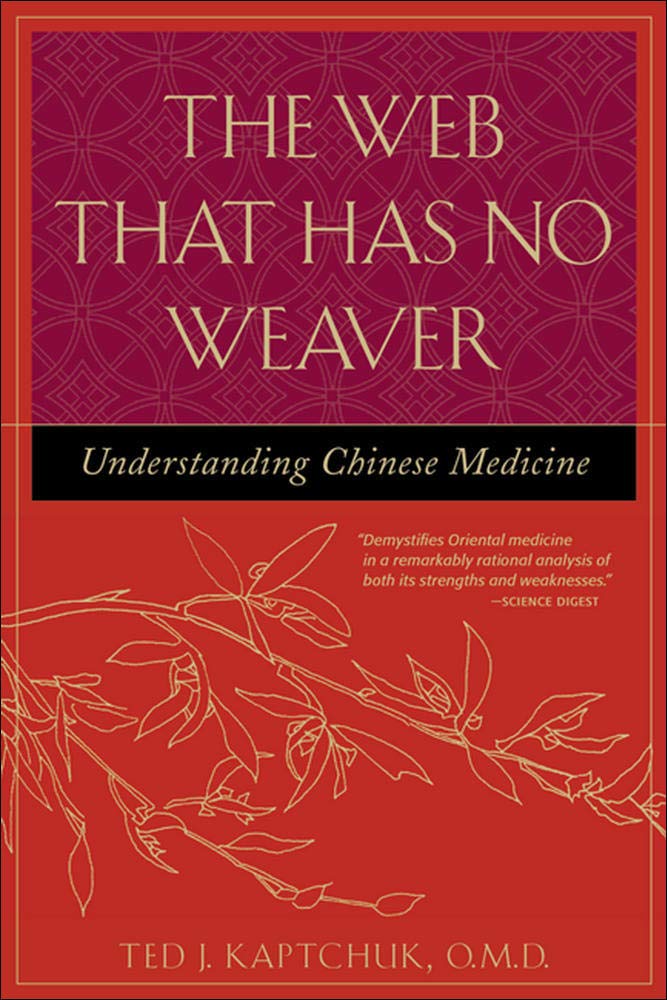 THE WEB
THAT HAS NO
WEAVER
Understanding Chinese Medicine
“Demystifies Oriental medicine
in a remarkably rational analysis of
both its strengths and weaknesses.”
—SCIENCE DIGEST
TED J. KAPTCHUK, O.M.D.